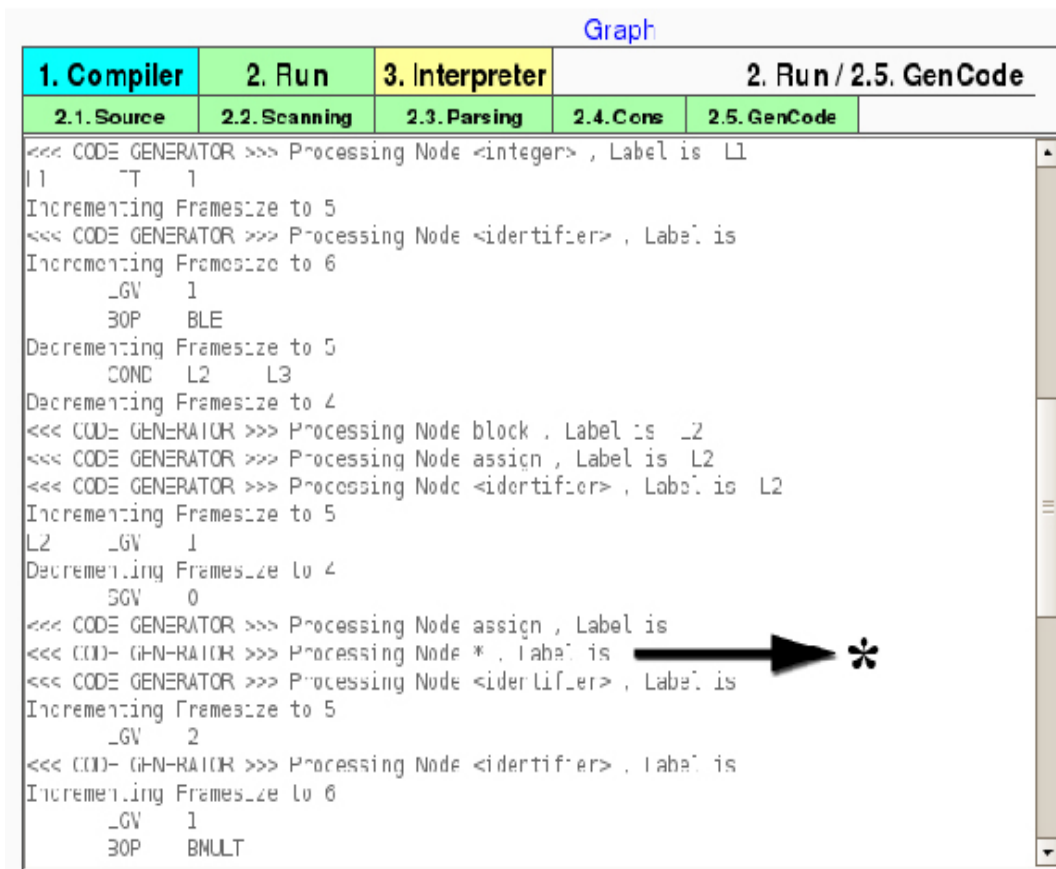 Graph
1. Compiler 2. Run 3. Interpreter 2. Run / 2.5. GenCode
2.1. Source 2.2. Scanning 2.3. Parsing 2.4. Cons 2.5. GenCode
<<< CODE GENERATOR >>> Processing Node <integer> , Label is L1
L1 LIT 1
Incrementing Framesize to 5
<<< CODE GENERATOR >>> Processing Node <identifier> , Label is
Incrementing Framesize to 6
LGV 1
BOP BLE
Decrementing Framesize to 5
COND L2 L3
Decrementing Framesize to 4
<<< CODE GENERATOR >>> Processing Node block , Label is L2
<<< CODE GENERATOR >>> Processing Node assign , Label is L2
<<< CODE GENERATOR >>> Processing Node <identifier> , Label is L2
Incrementing Framesize to 5
L2 LGV 1
Decrementing Framesize to 4
SGV 0
<<< CODE GENERATOR >>> Processing Node assign , Label is
<<< CODE GENERATOR >>> Processing Node * , Label is *
<<< CODE GENERATOR >>> Processing Node <identifier> , Label is
Incrementing Framesize to 5
LGV 2
<<< CODE GENERATOR >>> Processing Node <identifier> , Label is
Incrementing Framesize to 6
LGV 1
BOP BMULT